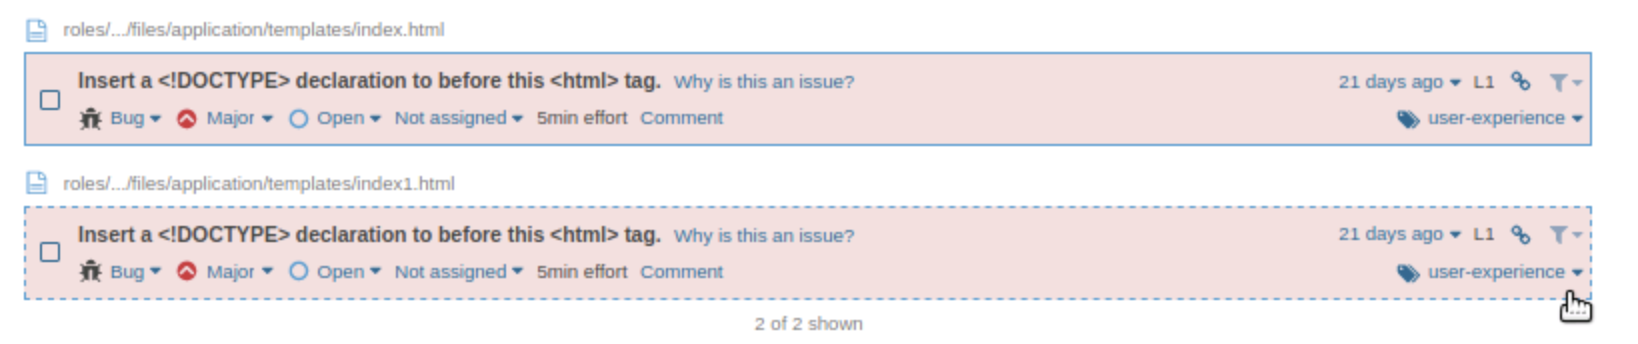 roles/.../files/application/templates/index.html
Insert a <!DOCTYPE> declaration to before this <html> tag. Why is this an issue? 21 days ago L1
Bug Major Open Not assigned 5min effort Comment user-experience
roles/.../files/application/templates/index1.html
Insert a <!DOCTYPE> declaration to before this <html> tag. Why is this an issue? 21 days ago L1
Bug Major Open Not assigned 5min effort Comment user-experience
2 of 2 shown